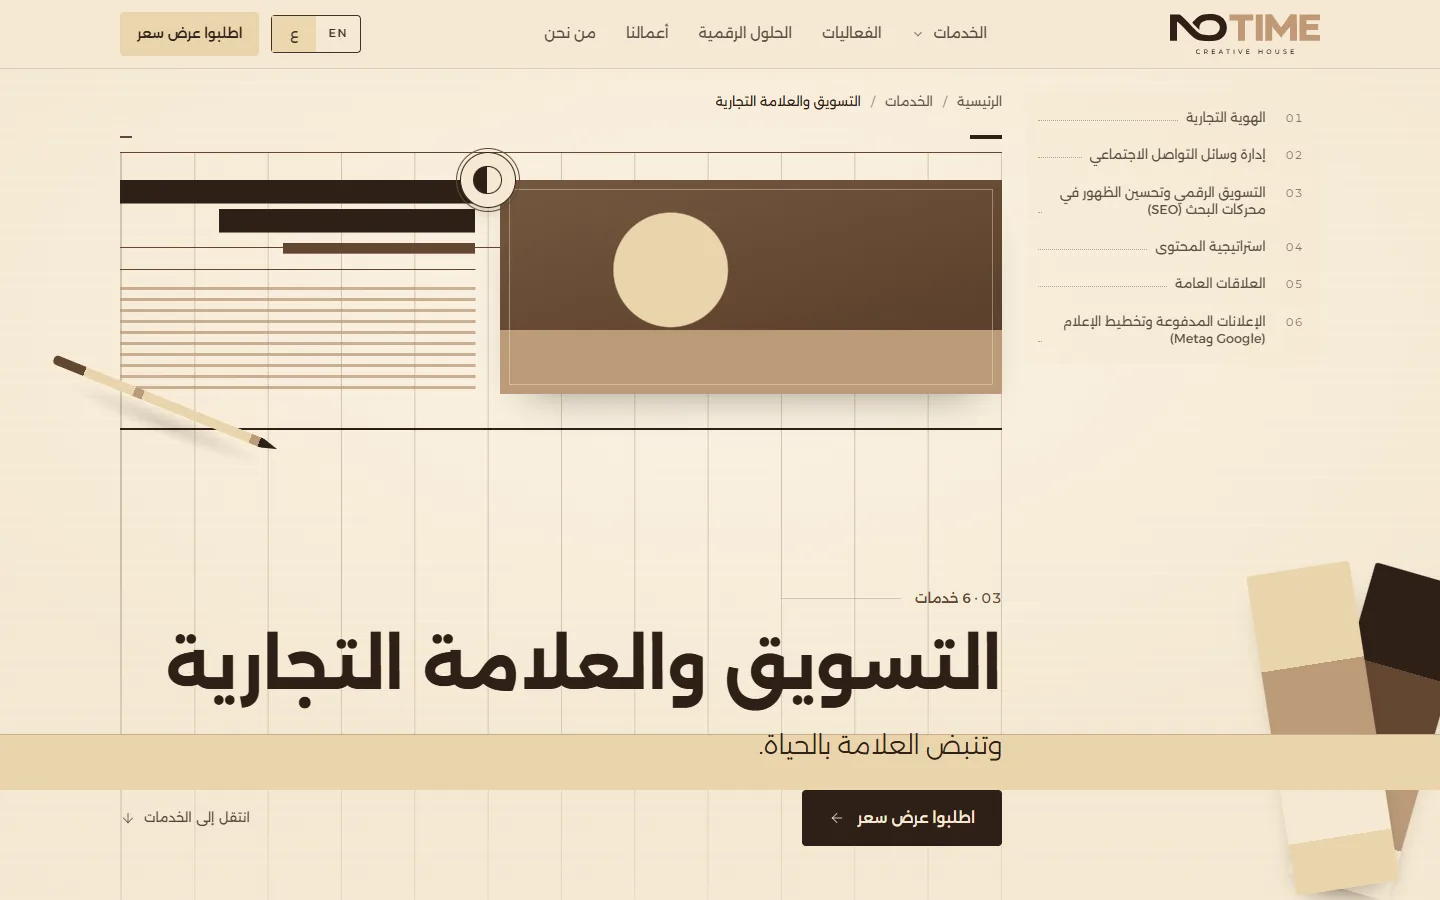 NOTIME
CREATIVE HOUSE
الخدمات
الفعاليات
الحلول الرقمية
أعمالنا
من نحن
EN
ع
اطلبوا عرض سعر
الرئيسية / الخدمات / التسويق والعلامة التجارية
01 الهوية التجارية
02 إدارة وسائل التواصل الاجتماعي
03 التسويق الرقمي وتحسين الظهور في
محركات البحث (SEO)
04 استراتيجية المحتوى
05 العلاقات العامة
06 الإعلانات المدفوعة وتخطيط الإعلام
(Google وMeta)
03 · 6 خدمات
التسويق والعلامة التجارية
وتنبض العلامة بالحياة.
اطلبوا عرض سعر ←
انتقل إلى الخدمات ↓